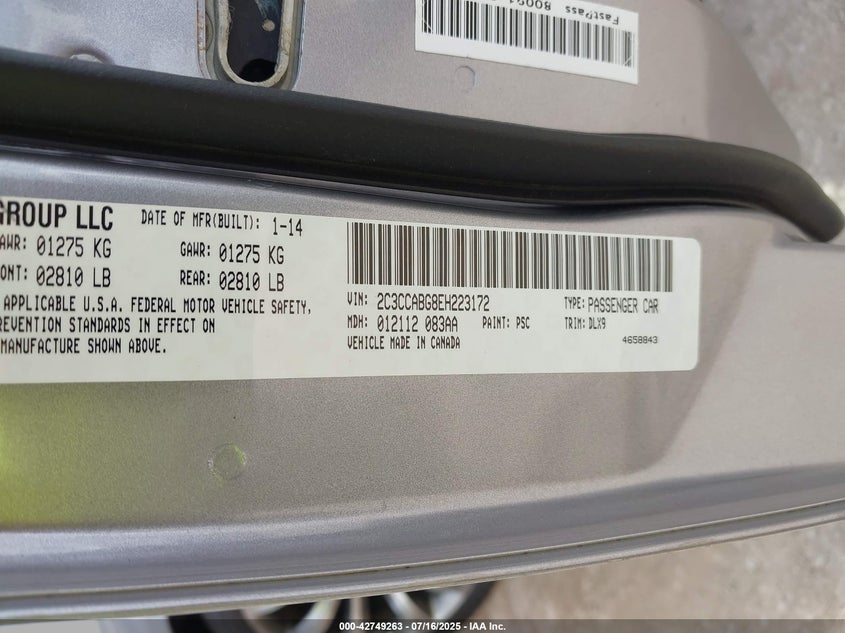 FastPass 80091
GROUP LLC
DATE OF MFR(BUILT): 1-14
AWR: 01275 KG GAWR: 01275 KG
ONT: 02810 LB REAR: 02810 LB
APPLICABLE U.S.A. FEDERAL MOTOR VEHICLE SAFETY,
REVENTION STANDARDS IN EFFECT ON
MANUFACTURE SHOWN ABOVE.
VIN: 2C3CCABG8EH223172 TYPE: PASSENGER CAR
MDH: 012112 083AA PAINT: PSC TRIM: DLX9
VEHICLE MADE IN CANADA 4658843
000-42749263 - 07/16/2025 - IAA Inc.